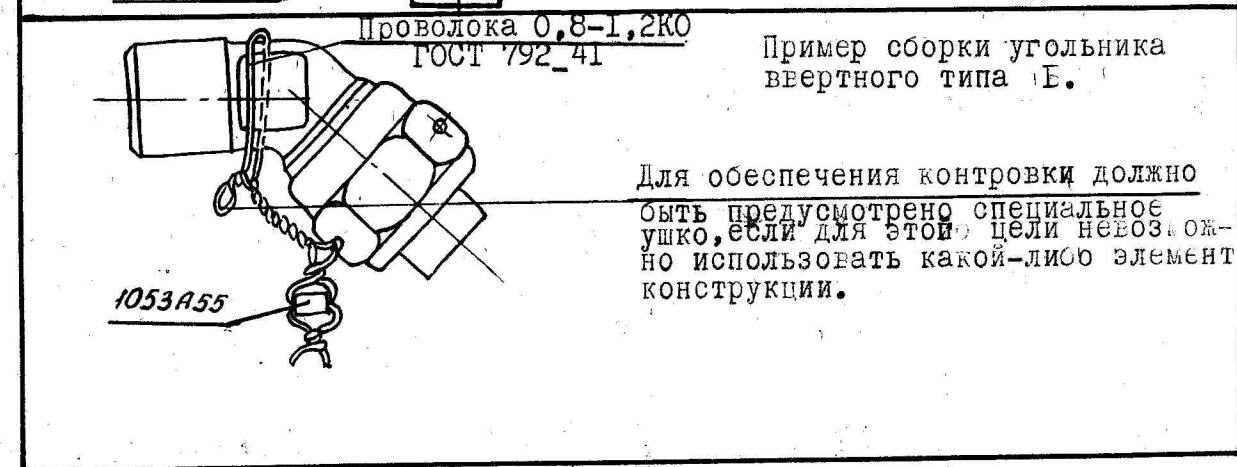 Проволока 0,8-1,2КО
ГОСТ 792_41
Пример сборки угольника
ввертного типа Б.
Для обеспечения контровки должно
быть предусмотрено специальное
ушко, если для этой цели невозмож-
но использовать какой-либо элемент
конструкции.
1053А55